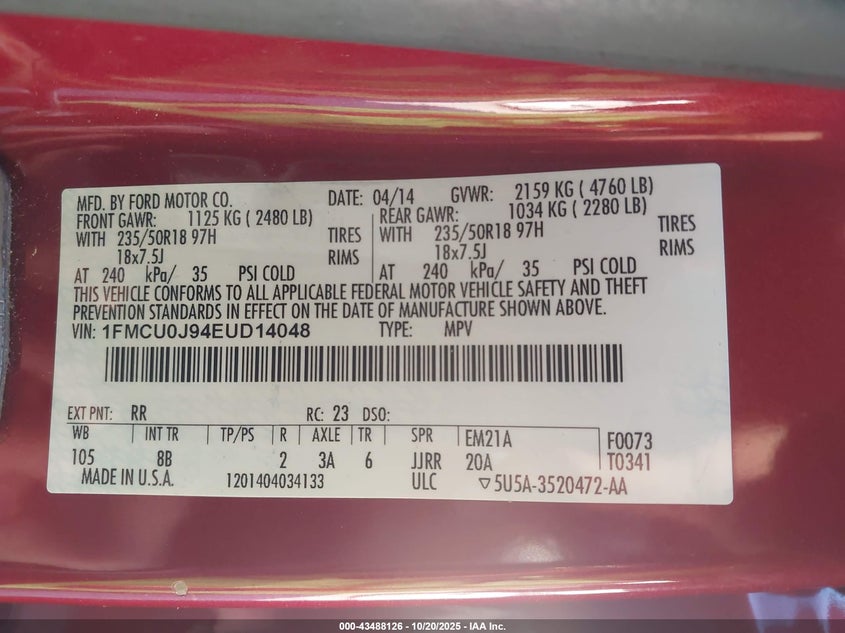 MFD. BY FORD MOTOR CO. DATE: 04/14 GVWR: 2159 KG ( 4760 LB)
FRONT GAWR: 1125 KG ( 2480 LB) REAR GAWR: 1034 KG ( 2280 LB)
WITH 235/50R18 97H TIRES WITH 235/50R18 97H TIRES
18x7.5J RIMS 18x7.5J RIMS
AT 240 kPa/ 35 PSI COLD AT 240 kPa/ 35 PSI COLD
THIS VEHICLE CONFORMS TO ALL APPLICABLE FEDERAL MOTOR VEHICLE SAFETY AND THEFT
PREVENTION STANDARDS IN EFFECT ON THE DATE OF MANUFACTURE SHOWN ABOVE.
VIN: 1FMCU0J94EUD14048 TYPE: MPV
EXT PNT: RR RC: 23 DSO:
WB INT TR TP/PS R AXLE TR SPR EM21A F0073
105 8B 2 3A 6 JJRR 20A T0341
MADE IN U.S.A. 1201404034133 ULC ▽5U5A-3520472-AA
000-43488126 - 10/20/2025 - IAA Inc.